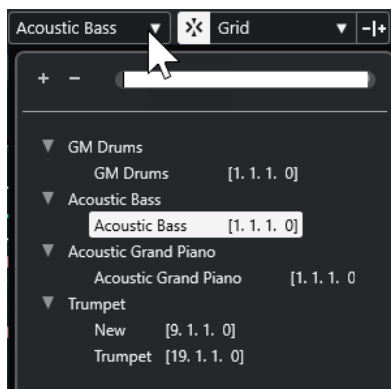 Acoustic Bass Grid
+ −
GM Drums
GM Drums [1. 1. 1. 0]
Acoustic Bass
Acoustic Bass [1. 1. 1. 0]
Acoustic Grand Piano
Acoustic Grand Piano [1. 1. 1. 0
Trumpet
New [9. 1. 1. 0]
Trumpet [19. 1. 1. 0]